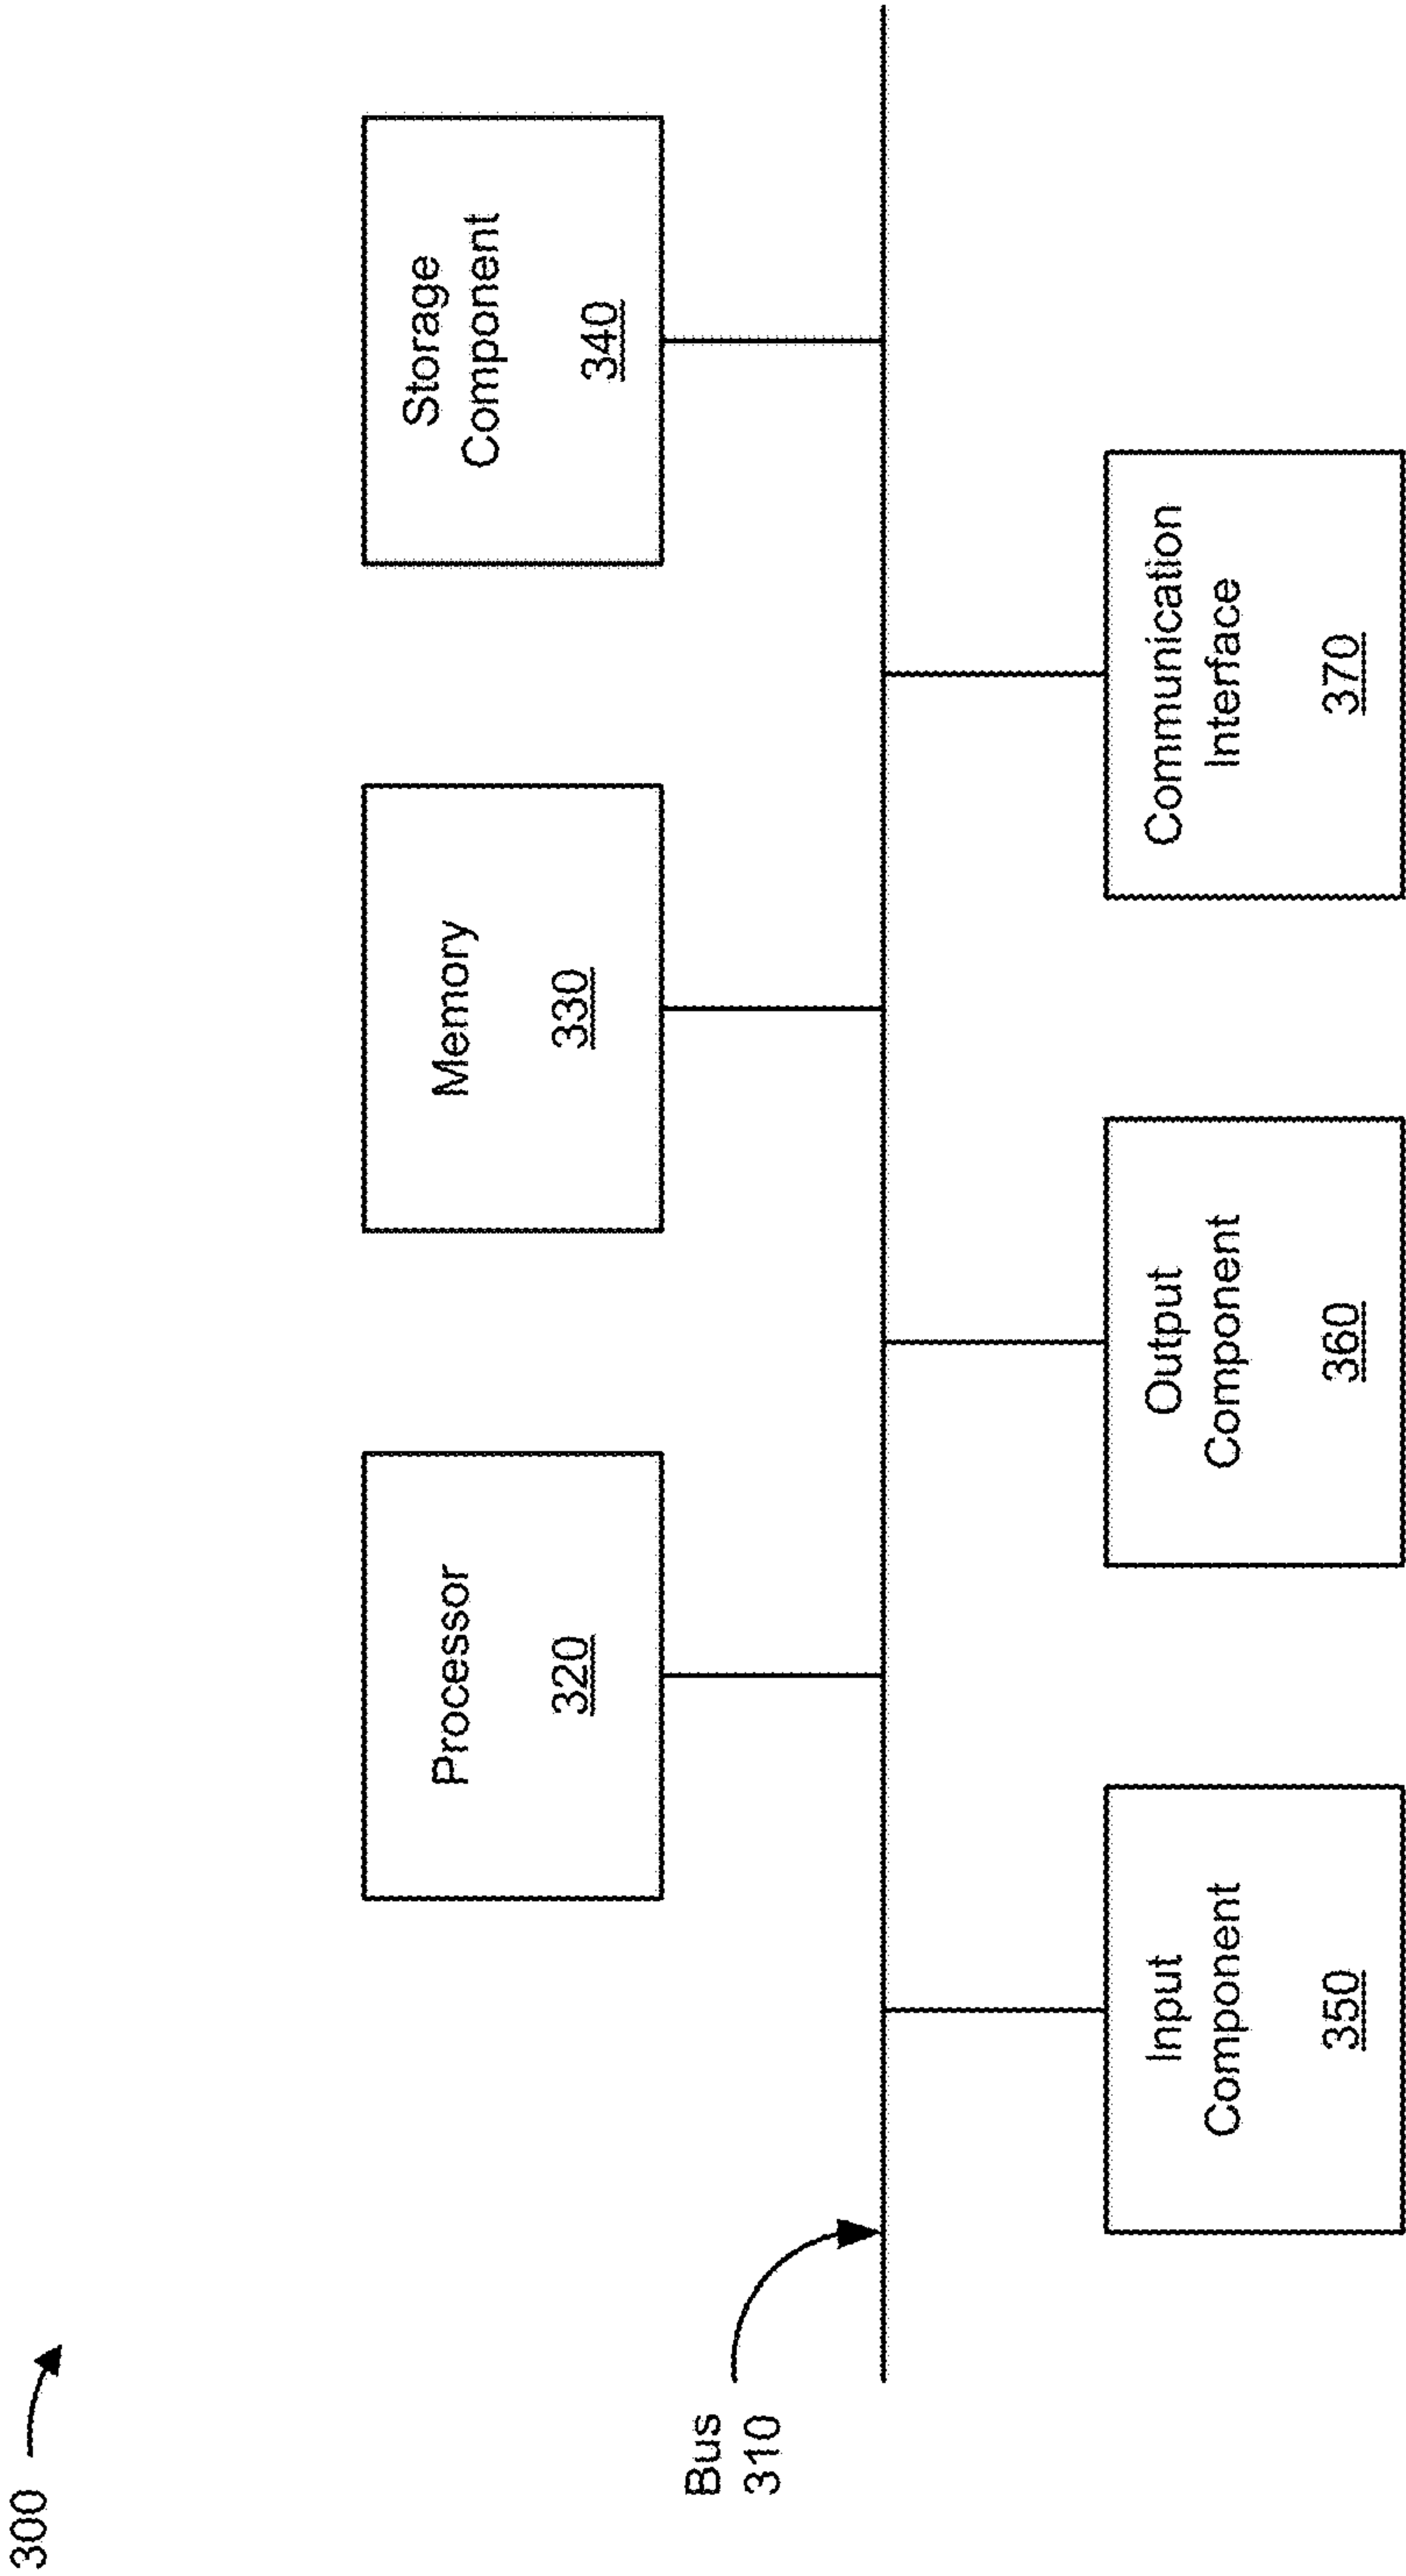 300
Processor
320
Memory
330
Storage
Component
340
Bus
310
Input
Component
350
Output
Component
360
Communication
Interface
370